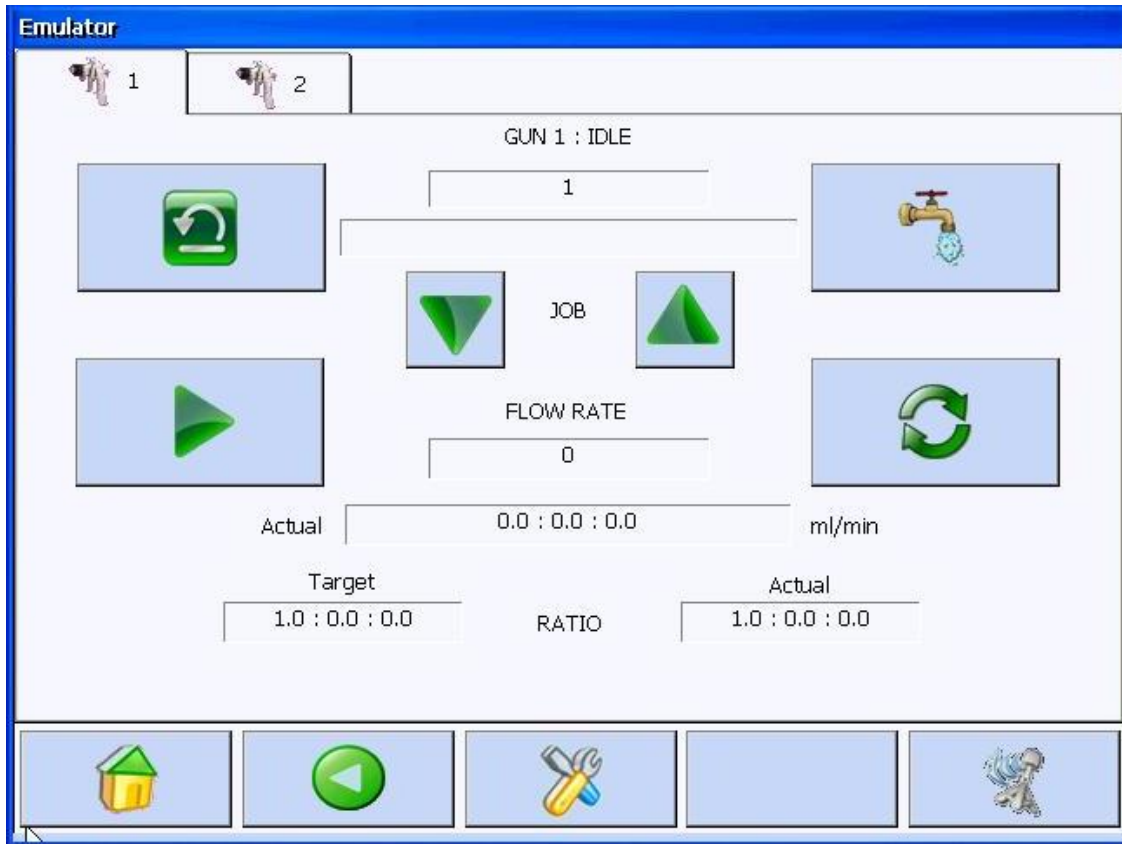 Emulator
1 2
GUN 1 : IDLE
1
JOB
FLOW RATE
0
Actual 0.0 : 0.0 : 0.0 ml/min
Target Actual
1.0 : 0.0 : 0.0 RATIO 1.0 : 0.0 : 0.0